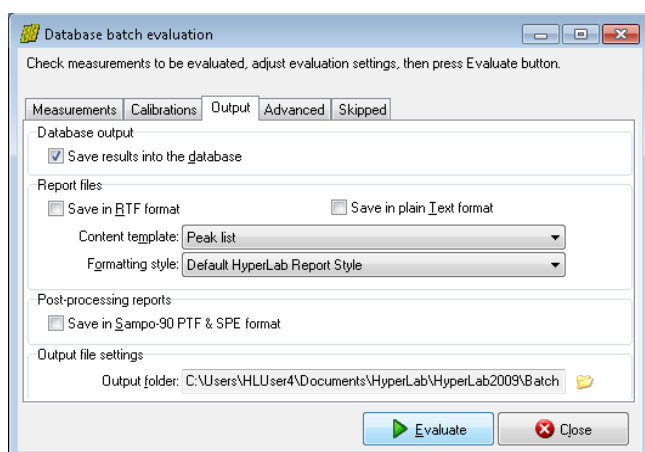 Database batch evaluation
Check measurements to be evaluated, adjust evaluation settings, then press Evaluate button.
Measurements Calibrations Output Advanced Skipped
Database output
Save results into the database
Report files
Save in RTF format Save in plain Text format
Content template: Peak list
Formatting style: Default HyperLab Report Style
Post-processing reports
Save in Sampo-90 PTF & SPE format
Output file settings
Output folder: C:\Users\HLUser4\Documents\HyperLab\HyperLab2009\Batch
Evaluate Close